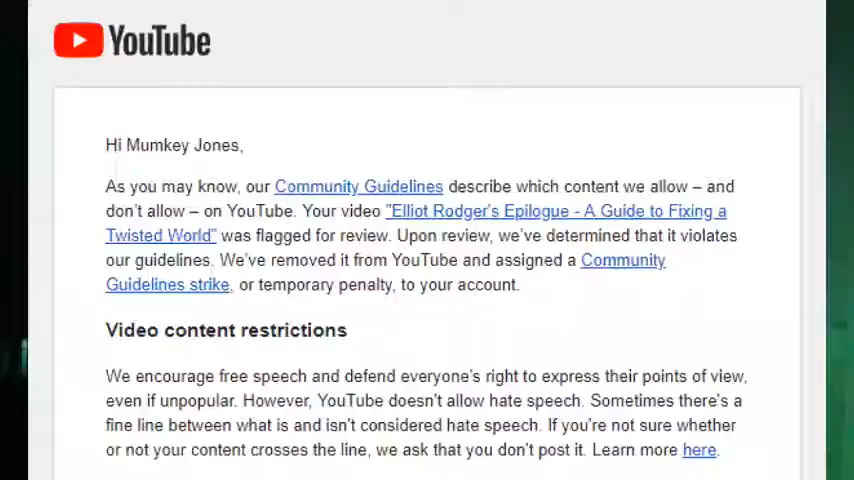 YouTube
Hi Mumkey Jones,
As you may know, our Community Guidelines describe which content we allow – and
don’t allow – on YouTube. Your video "Elliot Rodger's Epilogue - A Guide to Fixing a
Twisted World" was flagged for review. Upon review, we’ve determined that it violates
our guidelines. We’ve removed it from YouTube and assigned a Community
Guidelines strike, or temporary penalty, to your account.
Video content restrictions
We encourage free speech and defend everyone's right to express their points of view,
even if unpopular. However, YouTube doesn't allow hate speech. Sometimes there's a
fine line between what is and isn't considered hate speech. If you're not sure whether
or not your content crosses the line, we ask that you don't post it. Learn more here.